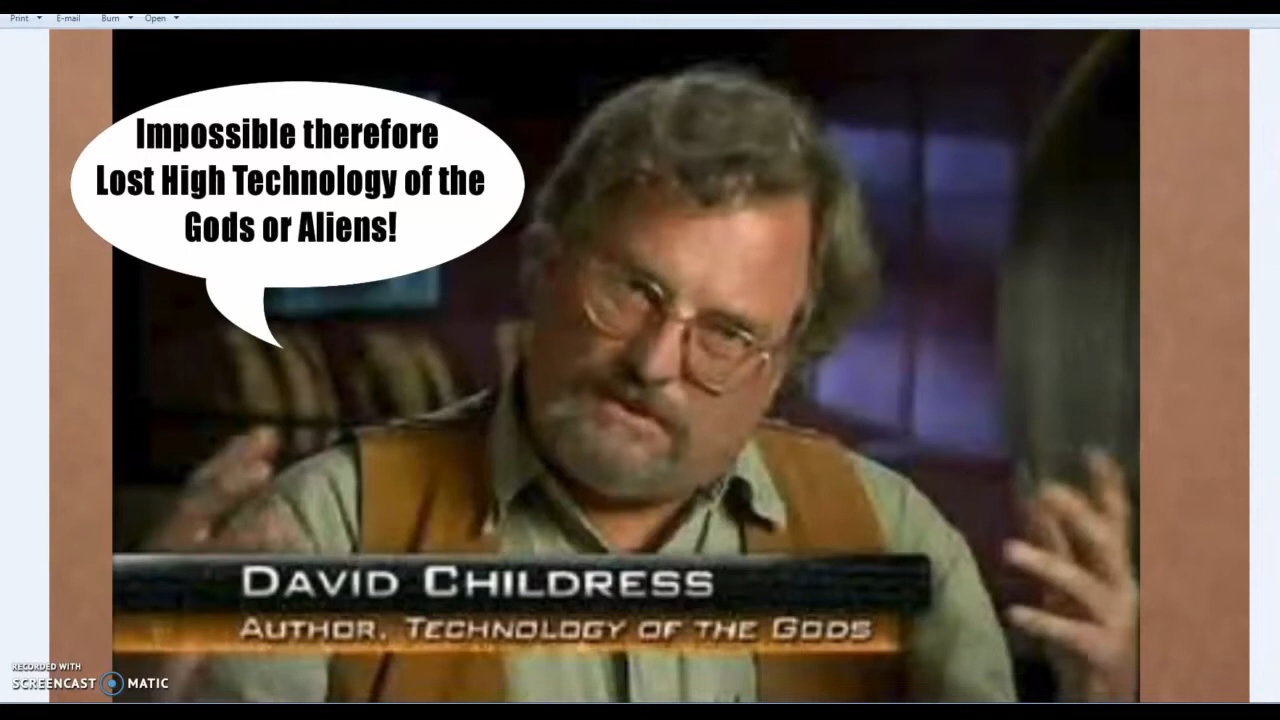 Print E-mail Burn Open
Impossible therefore
Lost High Technology of the
Gods or Aliens!
DAVID CHILDRESS
AUTHOR, TECHNOLOGY OF THE GODS
RECORDED WITH
SCREENCAST MATIC